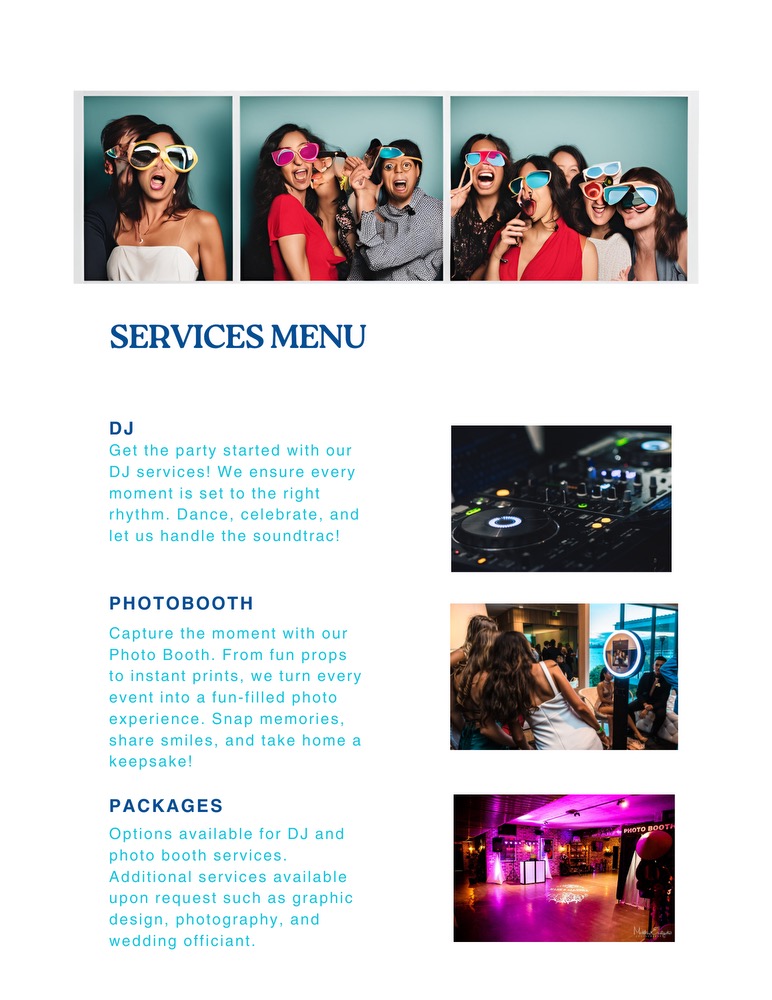 SERVICES MENU
DJ
Get the party started with our
DJ services! We ensure every
moment is set to the right
rhythm. Dance, celebrate, and
let us handle the soundtrac!
PHOTOBOOTH
Capture the moment with our
Photo Booth. From fun props
to instant prints, we turn every
event into a fun-filled photo
experience. Snap memories,
share smiles, and take home a
keepsake!
PACKAGES
Options available for DJ and
photo booth services.
Additional services available
upon request such as graphic
design, photography, and
wedding officiant.
PHOTO BOOTH